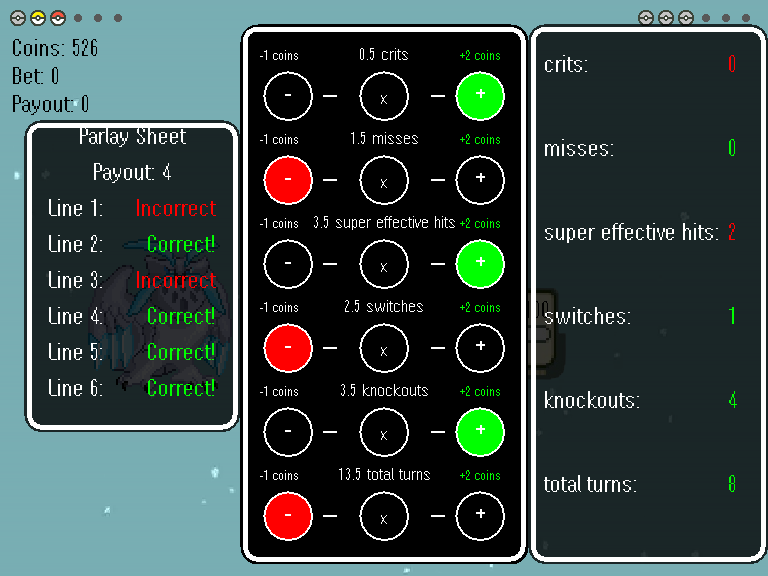 Coins: 526
Bet: 0
Payout: 0
Parlay Sheet
Payout: 4
Line 1: Incorrect
Line 2: Correct!
Line 3: Incorrect
Line 4: Correct!
Line 5: Correct!
Line 6: Correct!
-1 coins 0.5 crits +2 coins
- x +
-1 coins 1.5 misses +2 coins
- x +
-1 coins 3.5 super effective hits +2 coins
- x +
-1 coins 2.5 switches +2 coins
- x +
-1 coins 3.5 knockouts +2 coins
- x +
-1 coins 13.5 total turns +2 coins
- x +
crits: 0
misses: 0
super effective hits: 2
switches: 1
knockouts: 4
total turns: 8